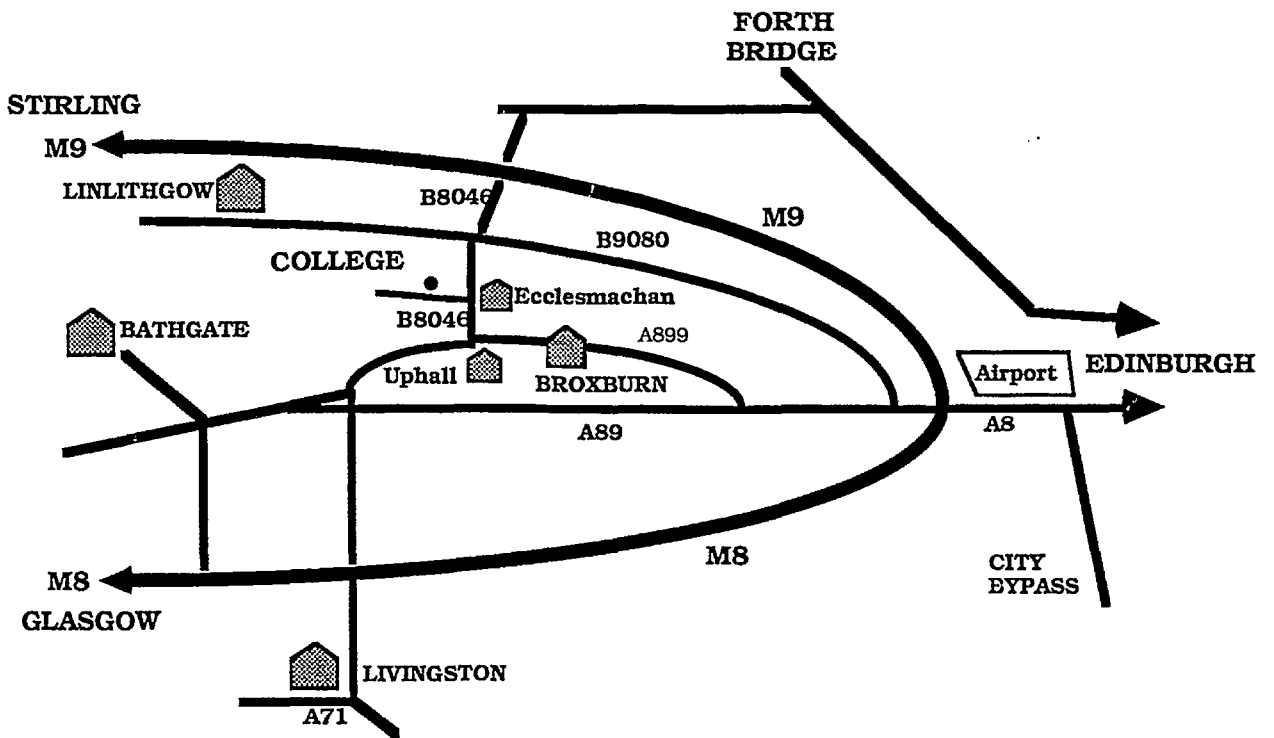 FORTH
BRIDGE
STIRLING
M9
LINLITHGOW
B8046
M9
B9080
COLLEGE
Ecclesmachan
B8046
BATHGATE
A899
Uphall
BROXBURN
Airport
EDINBURGH
A89
A8
M8
CITY
BYPASS
M8
GLASGOW
LIVINGSTON
A71